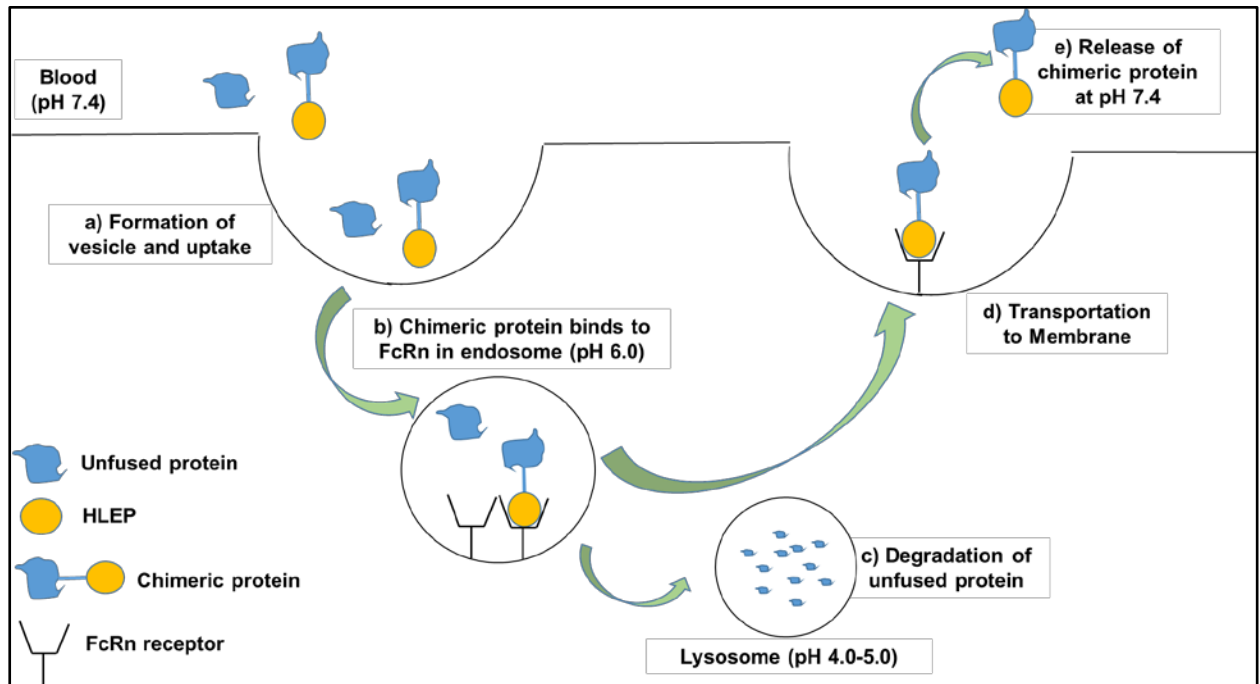 Blood
(pH 7.4)
e) Release of
chimeric protein
at pH 7.4
a) Formation of
vesicle and uptake
b) Chimeric protein binds to
FcRn in endosome (pH 6.0)
d) Transportation
to Membrane
Unfused protein
HLEP
Chimeric protein
FcRn receptor
c) Degradation of
unfused protein
Lysosome (pH 4.0-5.0)